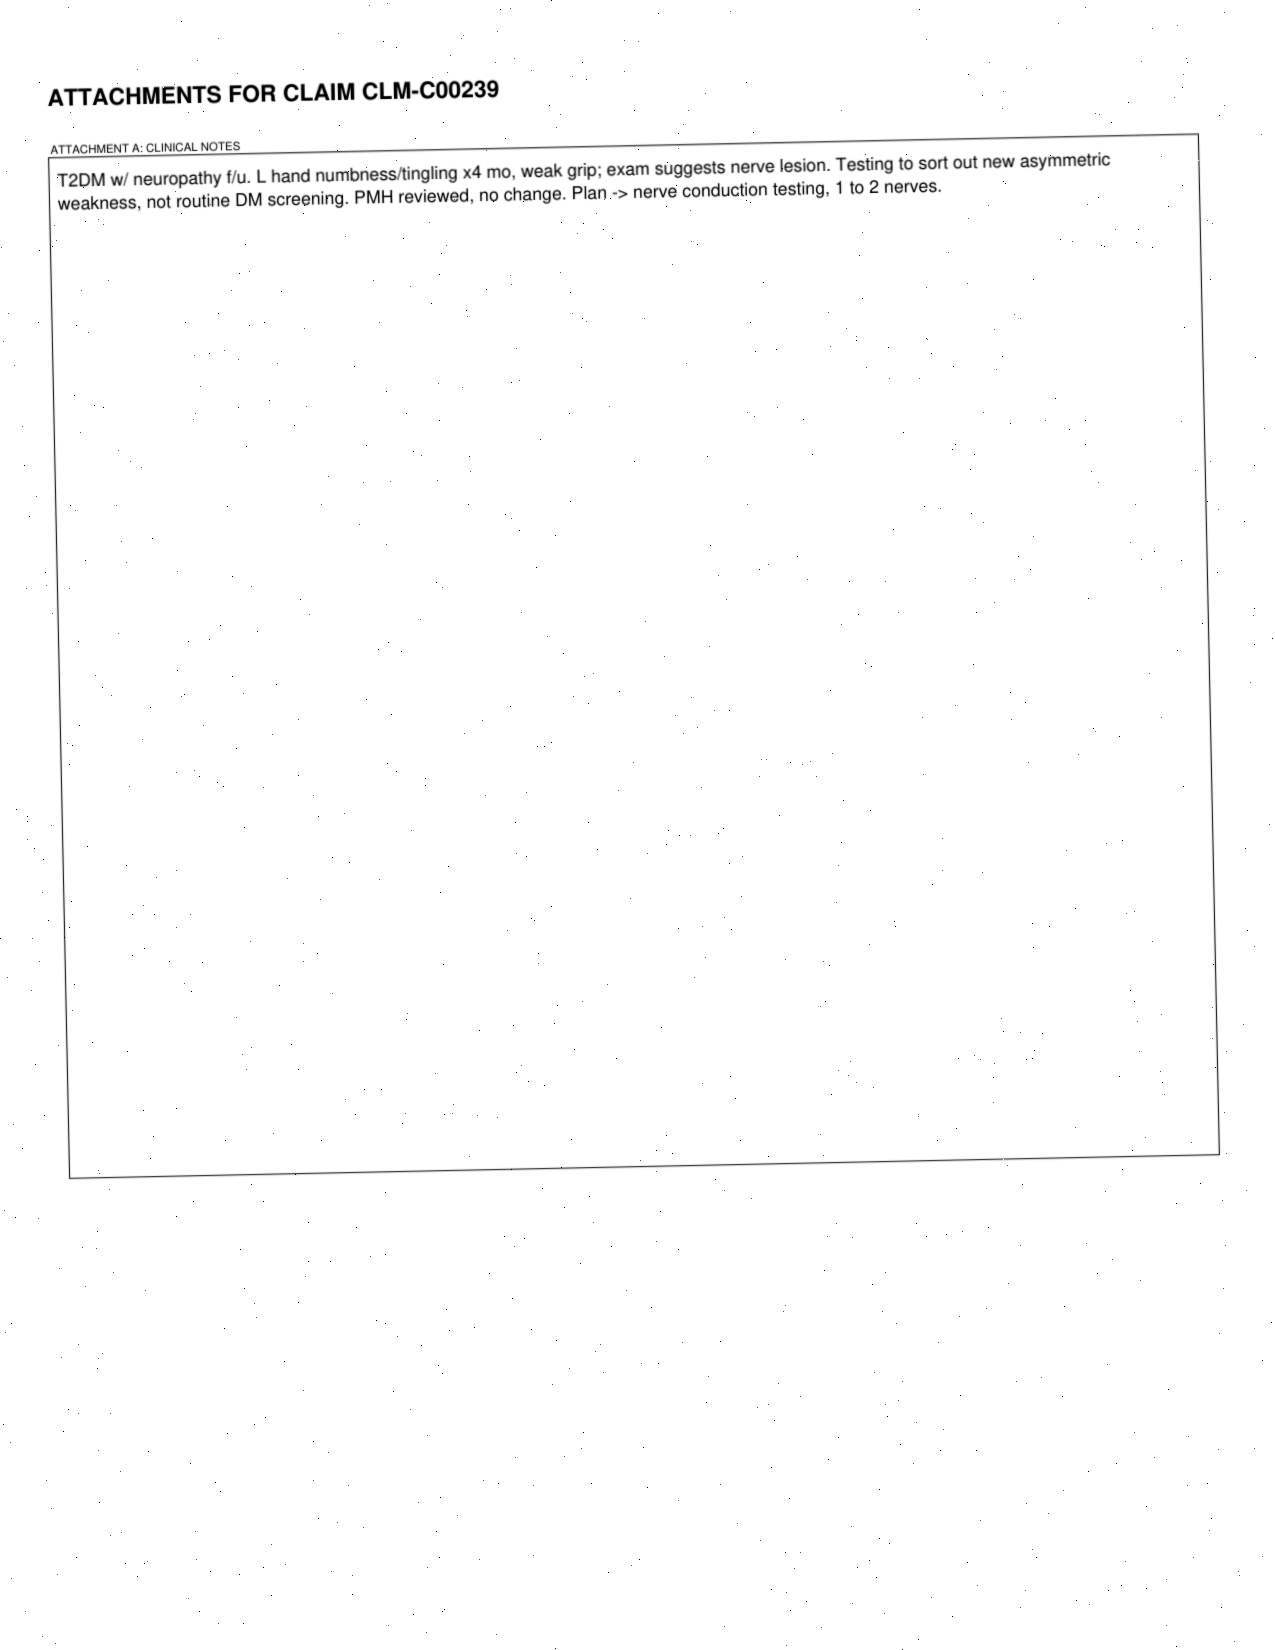 ATTACHMENTS FOR CLAIM CLM-C00239
ATTACHMENT A: CLINICAL NOTES
T2DM w/ neuropathy f/u. L hand numbness/tingling x4 mo, weak grip; exam suggests nerve lesion. Testing to sort out new asymmetric
weakness, not routine DM screening. PMH reviewed, no change. Plan -> nerve conduction testing, 1 to 2 nerves.